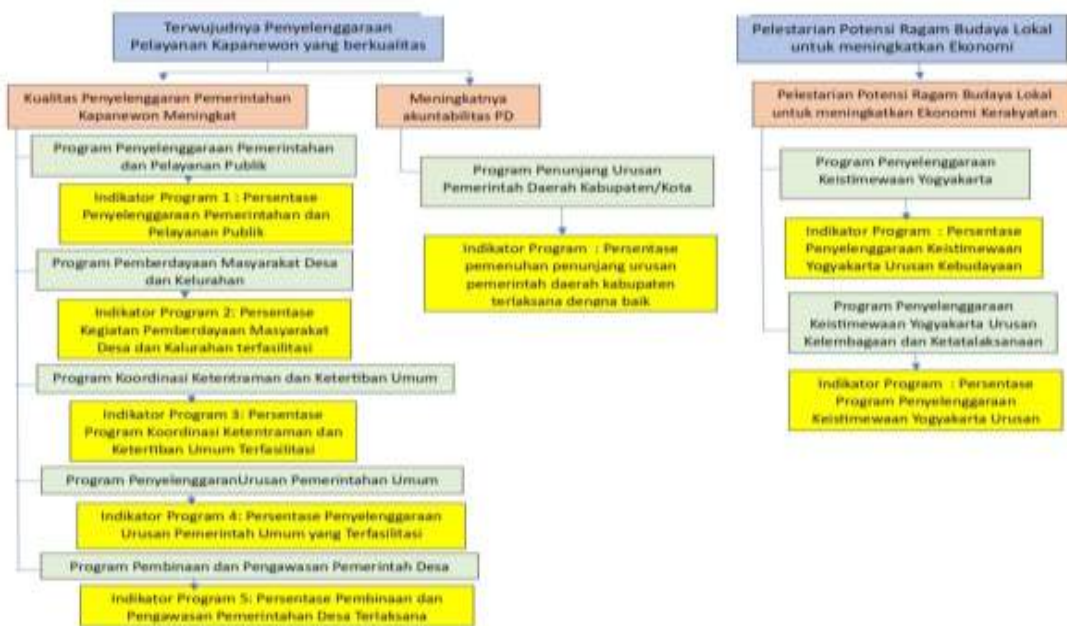 Terwujudnya Penyelenggaraan
Pelayanan Kapanewon yang berkualitas
Kualitas Penyelenggaran Pemerintahan
Kapanewon Meningkat
Program Penyelenggaraan Pemerintahan
dan Pelayanan Publik
Indikator Program 1 : Persentase
Penyelenggaraan Pemerintahan dan
Pelayanan Publik
Program Pemberdayaan Masyarakat Desa
dan Kelurahan
Indikator Program 2: Persentase
Kegiatan Pemberdayaan Masyarakat
Desa dan Kalurahan terfasilitasi
Program Koordinasi Ketentraman dan Ketertiban Umum
Indikator Program 3: Persentase
Program Koordinasi Ketentraman dan
Ketertiban Umum Terfasilitasi
Program PenyelenggaranUrusan Pemerintahan Umum
Indikator Program 4: Persentase Penyelenggaraan
Urusan Pemerintah Umum yang Terfasilitasi
Program Pembinaan dan Pengawasan Pemerintah Desa
Indikator Program 5: Persentase Pembinaan dan
Pengawasan Pemerintahan Desa Terlaksana
Meningkatnya
akuntabilitas PD
Program Penunjang Urusan
Pemerintah Daerah Kabupaten/Kota
Indikator Program : Persentase
pemenuhan penunjang urusan
pemerintah daerah kabupaten
terlaksana dengna baik
Pelestarian Potensi Ragam Budaya Lokal
untuk meningkatkan Ekonomi
Pelestarian Potensi Ragam Budaya Lokal
untuk meningkatkan Ekonomi Kerakyatan
Program Penyelenggaraan
Keistimewaan Yogyakarta
Indikator Program : Persentase
Penyelenggaraan Keistimewaan
Yogyakarta Urusan Kebudayaan
Program Penyelenggaraan
Keistimewaan Yogyakarta Urusan
Kelembagaan dan Ketatalaksanaan
Indikator Program : Persentase
Program Penyelenggaraan
Keistimewaan Yogyakarta Urusan